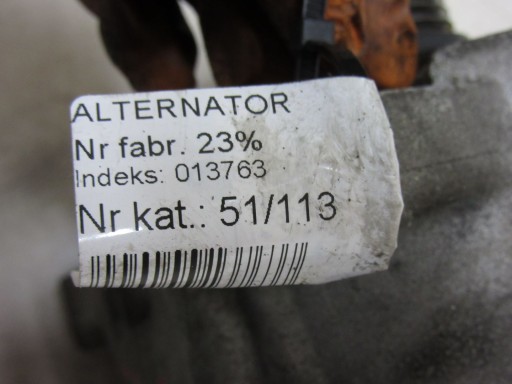 ALTERNATOR
Nr fabr. 23%
Indeks: 013763
Nr kat.: 51/113